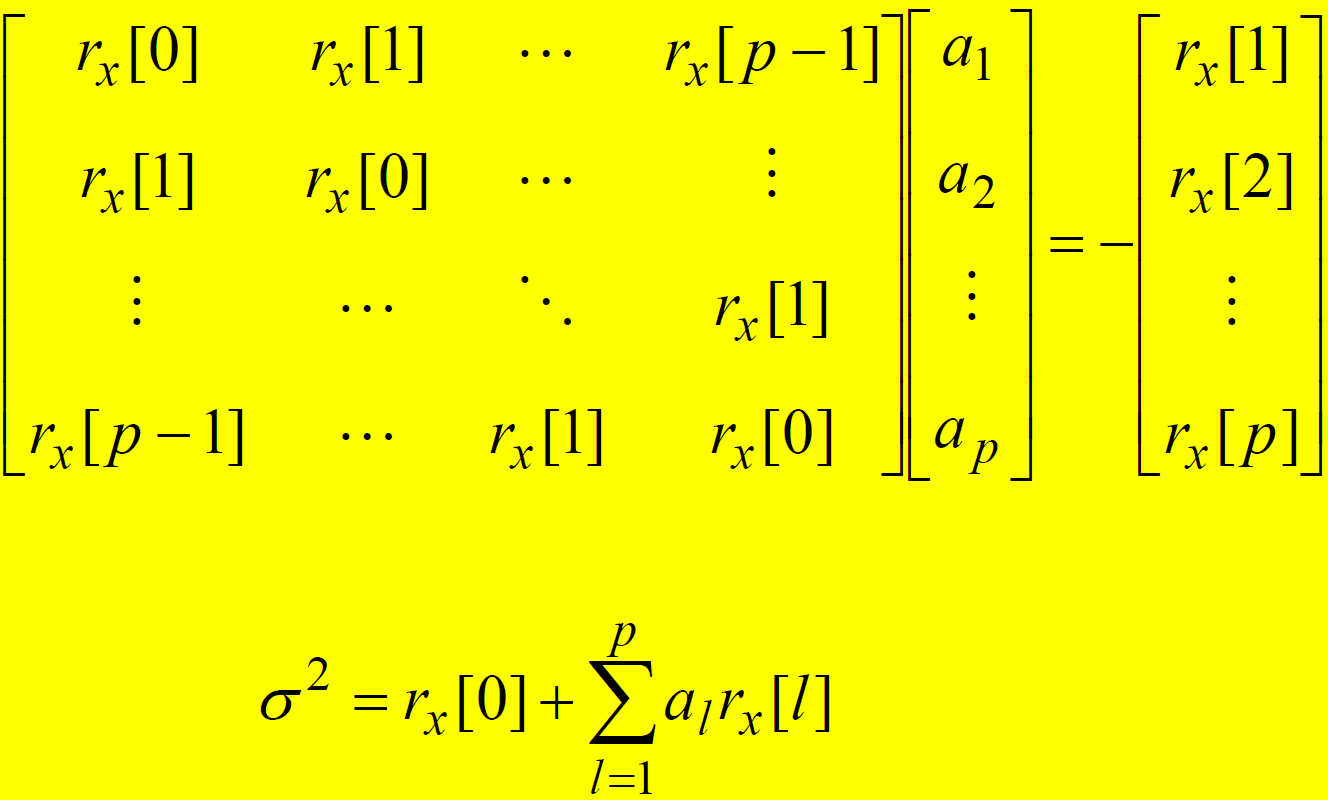 [ r_x[0] r_x[1] ⋯ r_x[p−1] ] [ a_1 ] [ r_x[1] ]
[ r_x[1] r_x[0] ⋯ ⋮ ] [ a_2 ] = − [ r_x[2] ]
[ ⋮ ⋯ ⋱ r_x[1] ] [ ⋮ ] [ ⋮ ]
[ r_x[p−1] ⋯ r_x[1] r_x[0] ] [ a_p ] [ r_x[p] ]
σ^2 = r_x[0] + ∑_{l=1}^{p} a_l r_x[l]